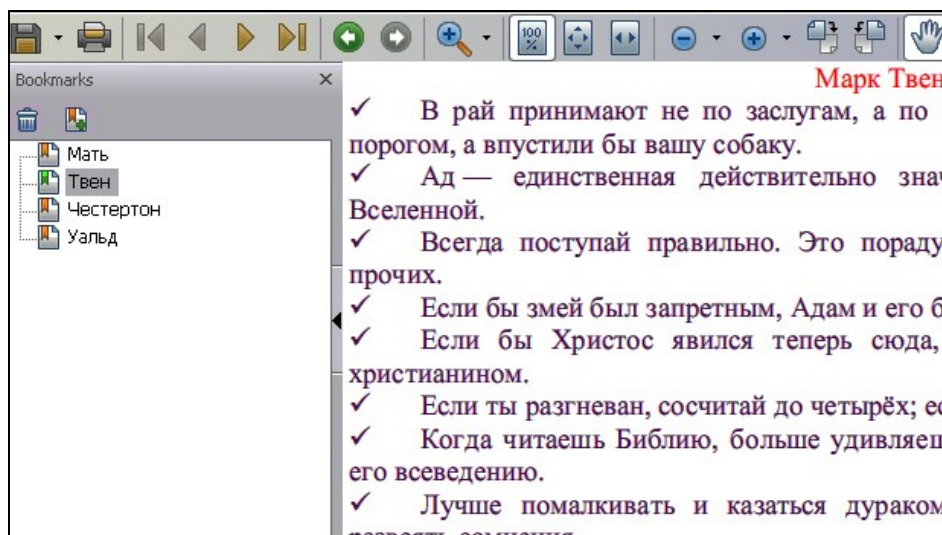 100 %
Bookmarks
Мать
Твен
Честертон
Уальд
Марк Твен
✓ В рай принимают не по заслугам, а по
порогом, а впустили бы вашу собаку.
✓ Ад — единственная действительно
Вселенной.
✓ Всегда поступай правильно. Это
прочих.
✓ Если бы змей был запретным, Адам и его
✓ Если бы Христос явился теперь сюда,
христианином.
✓ Если ты разгневан, сосчитай до четырёх;
✓ Когда читаешь Библию, больше
его всеведению.
✓ Лучше помалкивать и казаться дураком